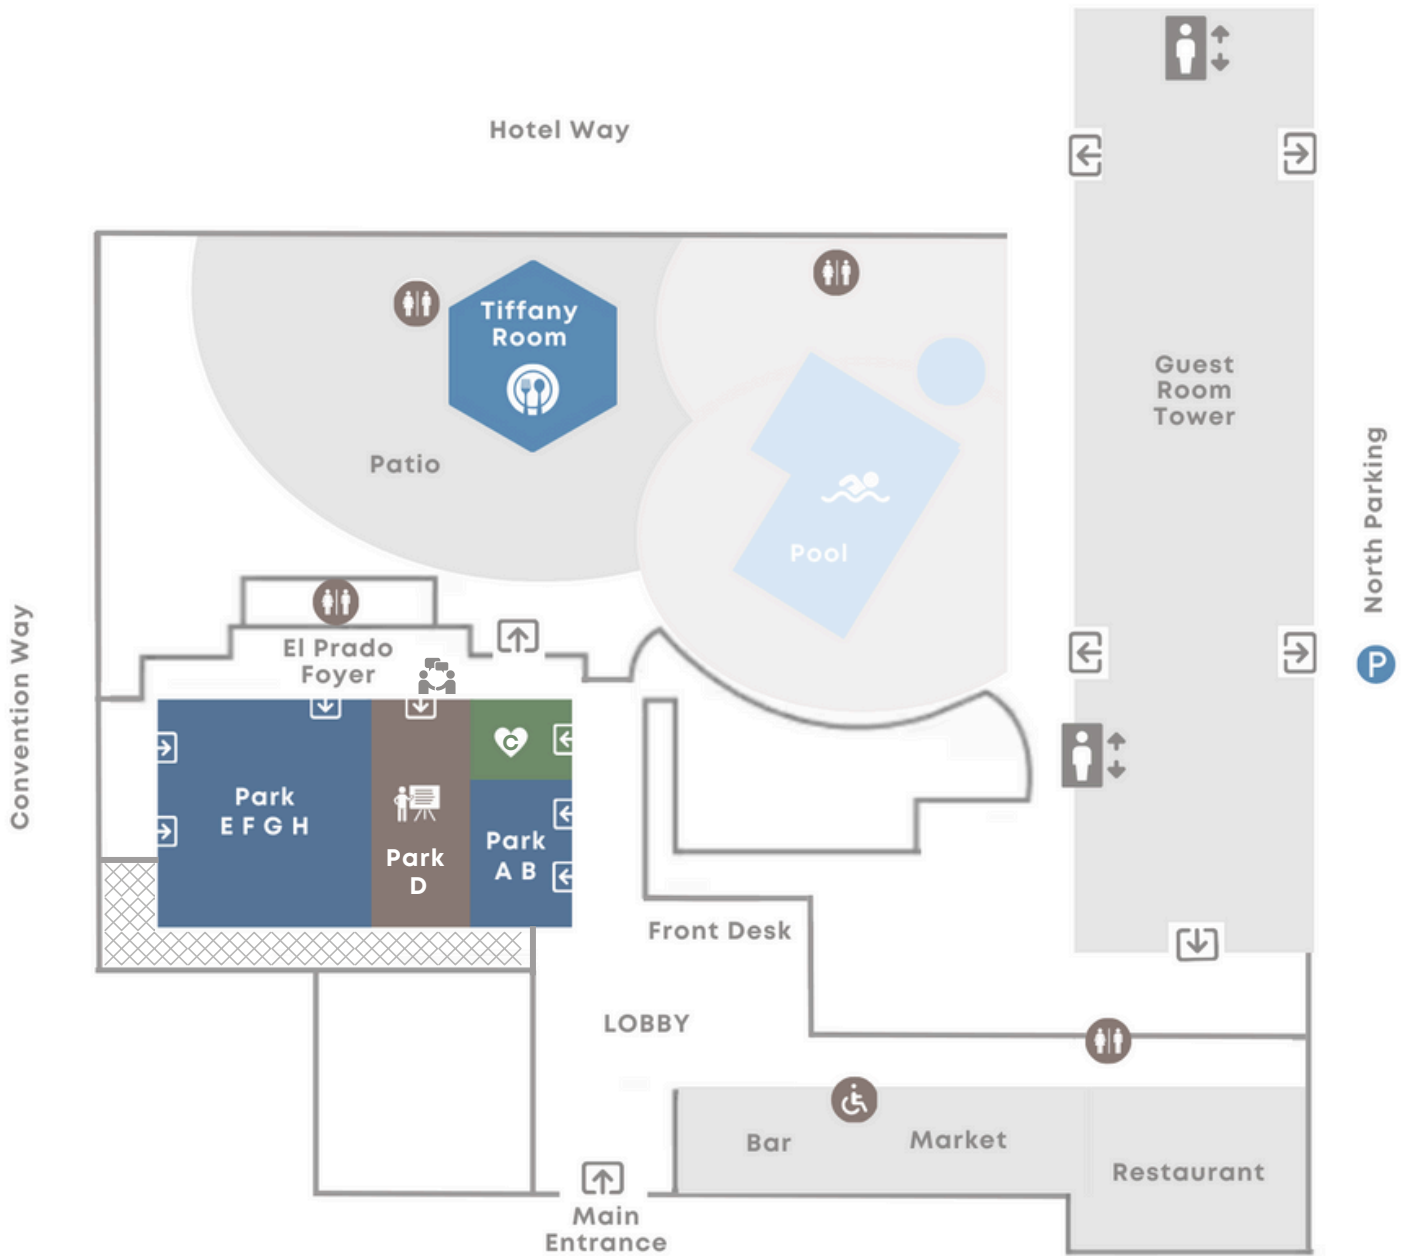 Hotel Way
Tiffany
Room
Guest
Room
Tower
Patio
North Parking
P
Pool
Convention Way
El Prado
Foyer
C
Park
E F G H
Park
D
Park
A B
Front Desk
LOBBY
Bar
Market
Restaurant
Main
Entrance